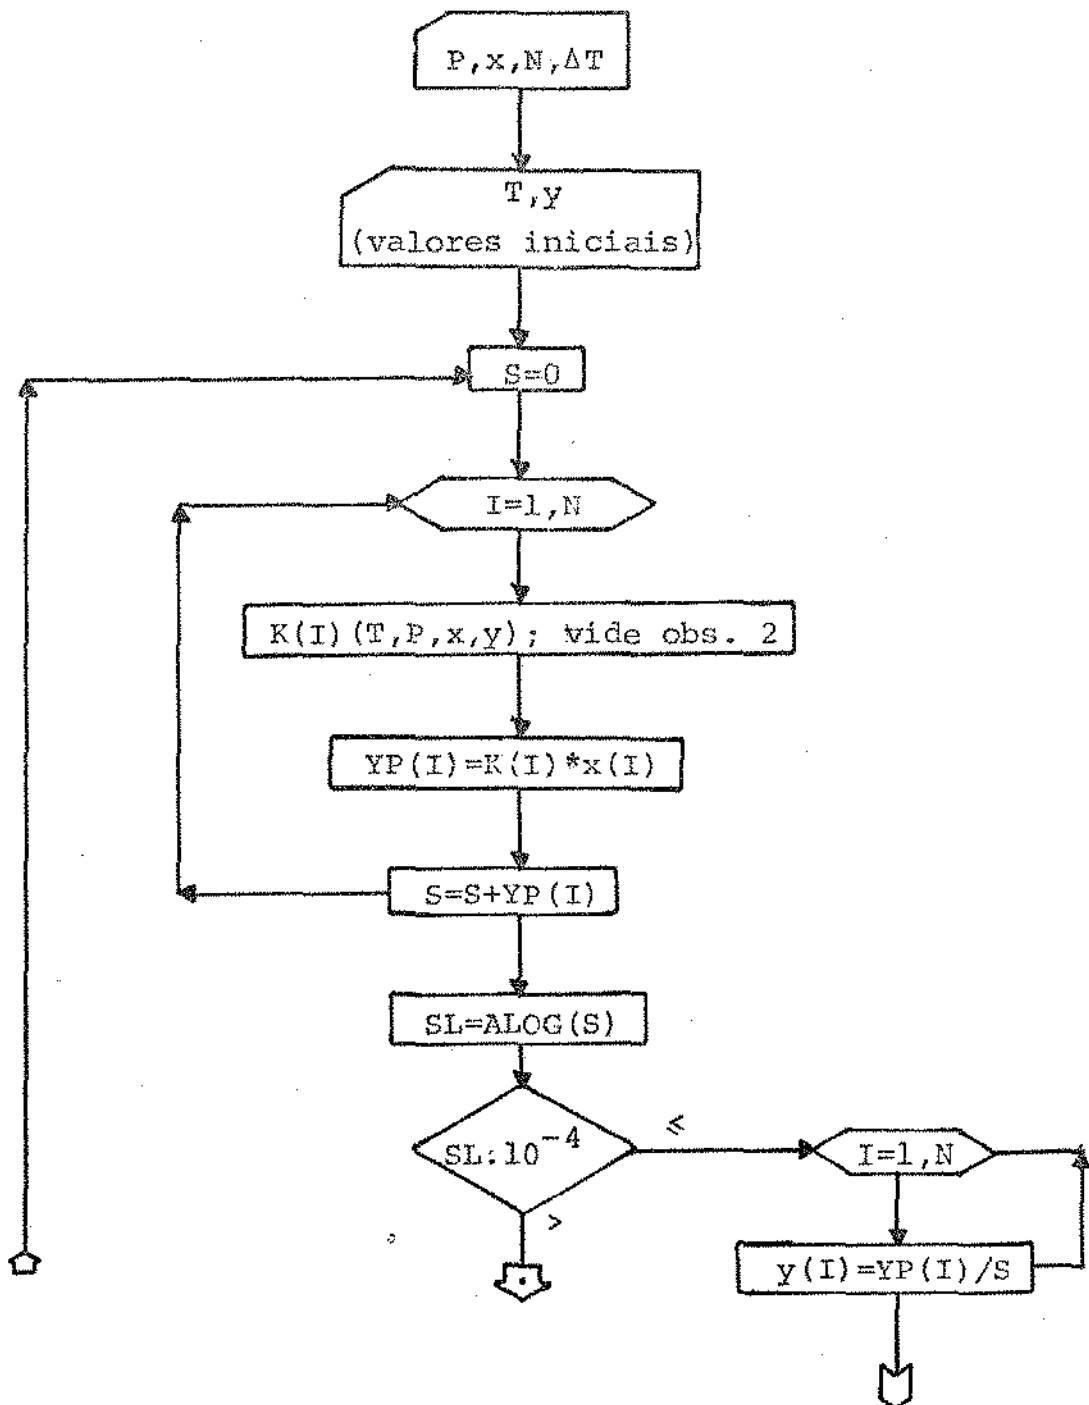 P,x,N,ΔT
T,y
(valores iniciais)
S=0
I=1,N
K(I)(T,P,x,y); vide obs. 2
YP(I)=K(I)*x(I)
S=S+YP(I)
SL=ALOG(S)
SL:10⁻⁴
≤
I=1,N
>
y(I)=YP(I)/S